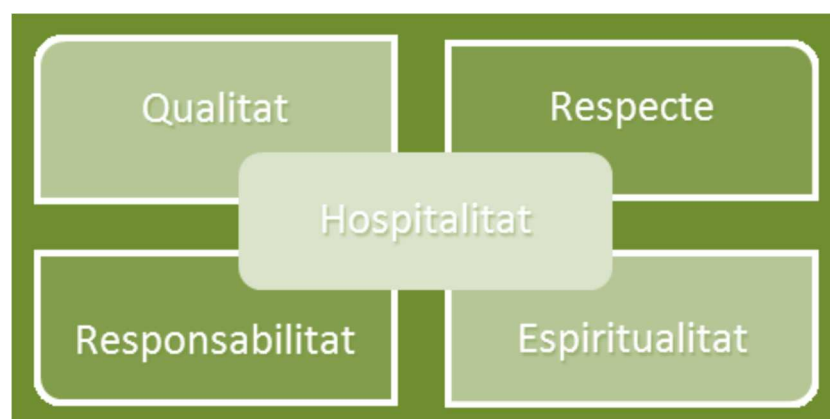 Qualitat
Respecte
Hospitalitat
Responsabilitat
Espiritualitat